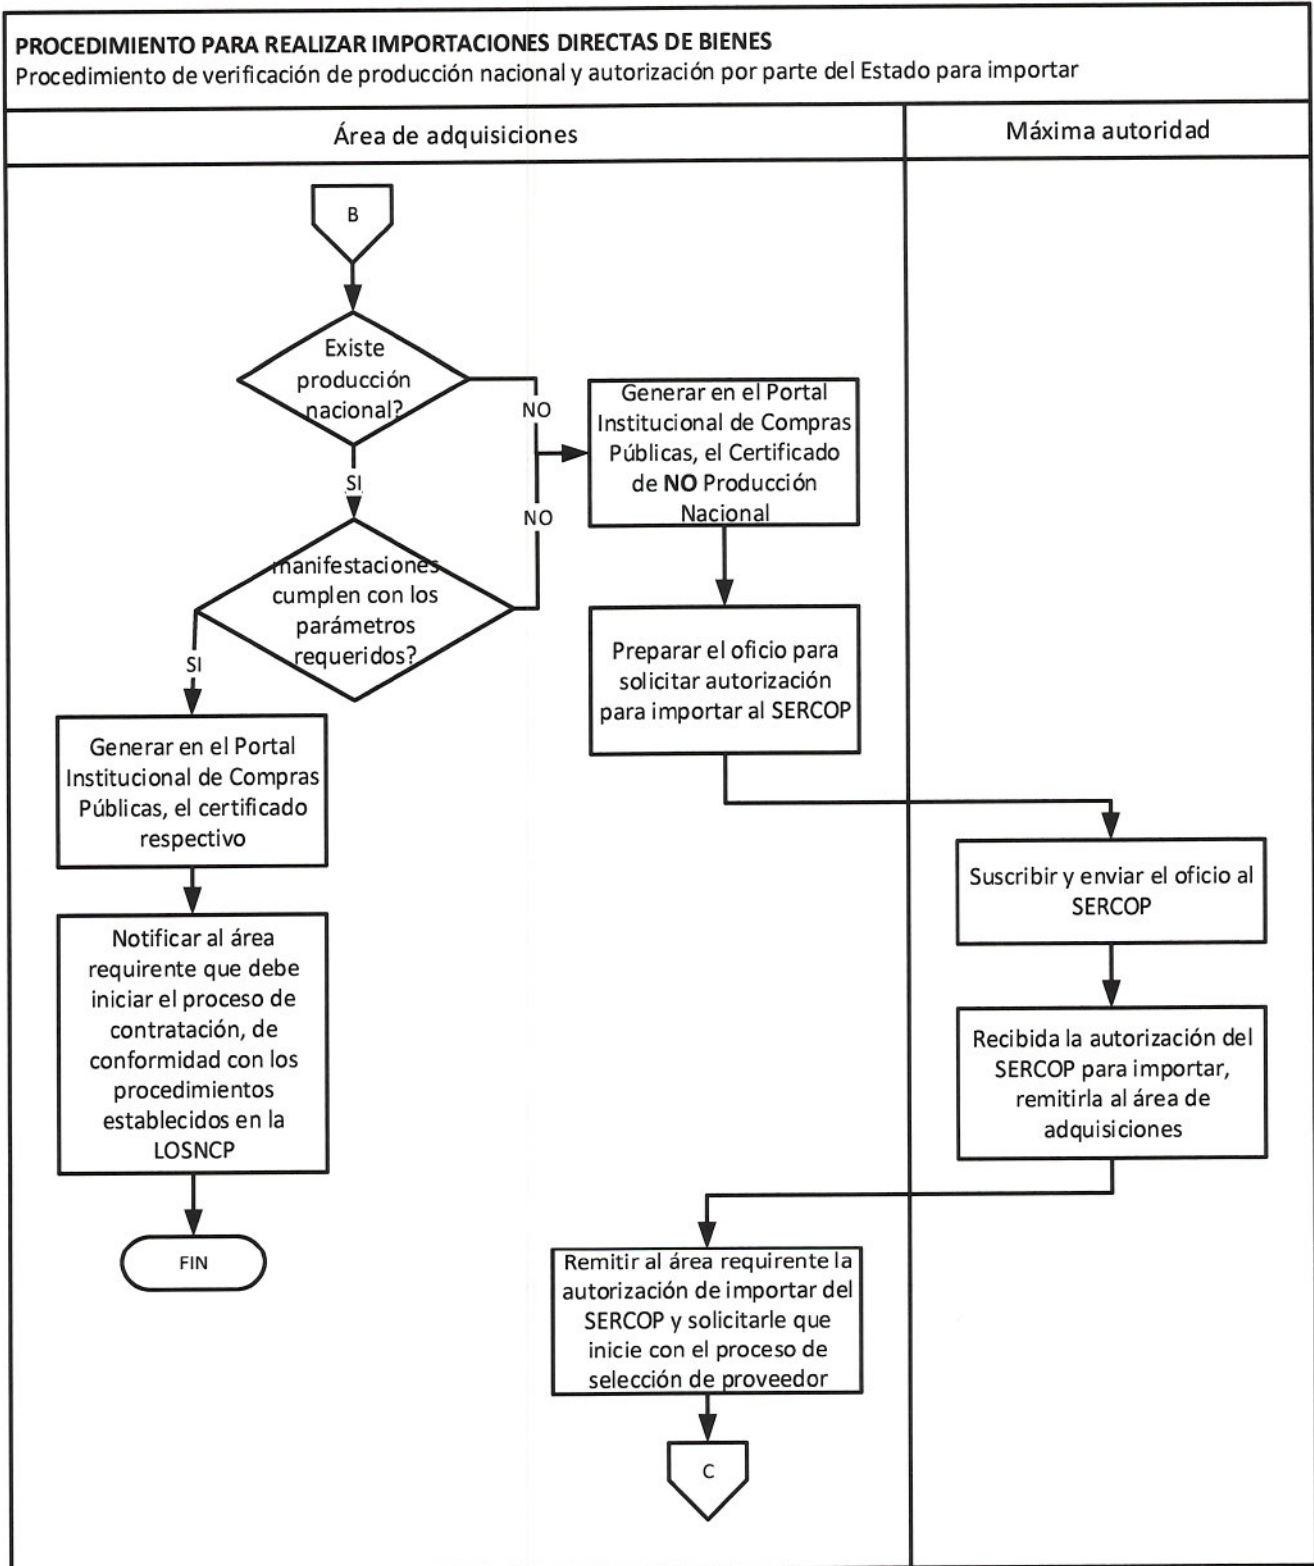 PROCEDIMIENTO PARA REALIZAR IMPORTACIONES DIRECTAS DE BIENES
Procedimiento de verificación de producción nacional y autorización por parte del Estado para importar
Área de adquisiciones
Máxima autoridad
B
Existe
producción
nacional?
NO
SI
NO
manifestaciones
cumplen con los
parámetros
requeridos?
SI
Generar en el Portal
Institucional de Compras
Públicas, el Certificado
de NO Producción
Nacional
Preparar el oficio para
solicitar autorización
para importar al SERCOP
Generar en el Portal
Institucional de Compras
Públicas, el certificado
respectivo
Notificar al área
requirente que debe
iniciar el proceso de
contratación, de
conformidad con los
procedimientos
establecidos en la
LOSNCP
FIN
Suscribir y enviar el oficio al
SERCOP
Recibida la autorización del
SERCOP para importar,
remitirla al área de
adquisiciones
Remitir al área requirente la
autorización de importar del
SERCOP y solicitarle que
inicie con el proceso de
selección de proveedor
C